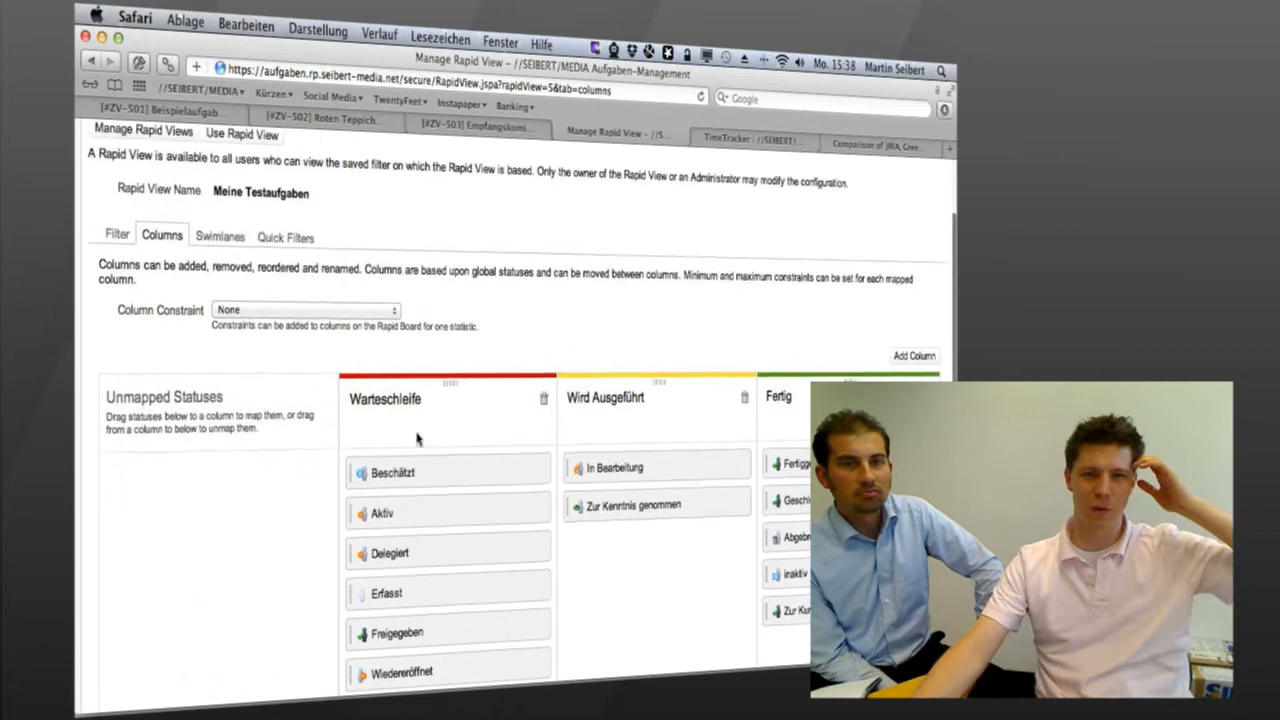 Safari Ablage Bearbeiten Darstellung Verlauf Lesezeichen Fenster Hilfe Mo. 15:38 Martin Seibert
Manage Rapid View – //SEIBERT/MEDIA Aufgaben-Management
https://aufgaben.rp.seibert-media.net/secure/RapidView.jspa?rapidView=5&tab=columns Google
//SEIBERT/MEDIA Kürzen Social Media TwentyFeet Instapaper Banking
[#ZV-501] Beispielaufgab... [#ZV-502] Roten Teppich... [#ZV-503] Empfangskomi... Manage Rapid View – //S... TimeTracker : //SEIBERT/... Comparison of JIRA, Gree...
Manage Rapid Views Use Rapid View
A Rapid View is available to all users who can view the saved filter on which the Rapid View is based. Only the owner of the Rapid View or an Administrator may modify the configuration.
Rapid View Name Meine Testaufgaben
Filter Columns Swimlanes Quick Filters
Columns can be added, removed, reordered and renamed. Columns are based upon global statuses and can be moved between columns. Minimum and maximum constraints can be set for each mapped
column.
Column Constraint None
Constraints can be added to columns on the Rapid Board for one statistic.
Add Column
Unmapped Statuses Warteschleife Wird Ausgeführt Fertig
Drag statuses below to a column to map them, or drag
from a column to below to unmap them.
Beschätzt In Bearbeitung Fertigg
Aktiv Zur Kenntnis genommen Geschl
Delegiert Abgebr
Erfasst inaktiv
Freigegeben Zur Kun
Wiedereröffnet